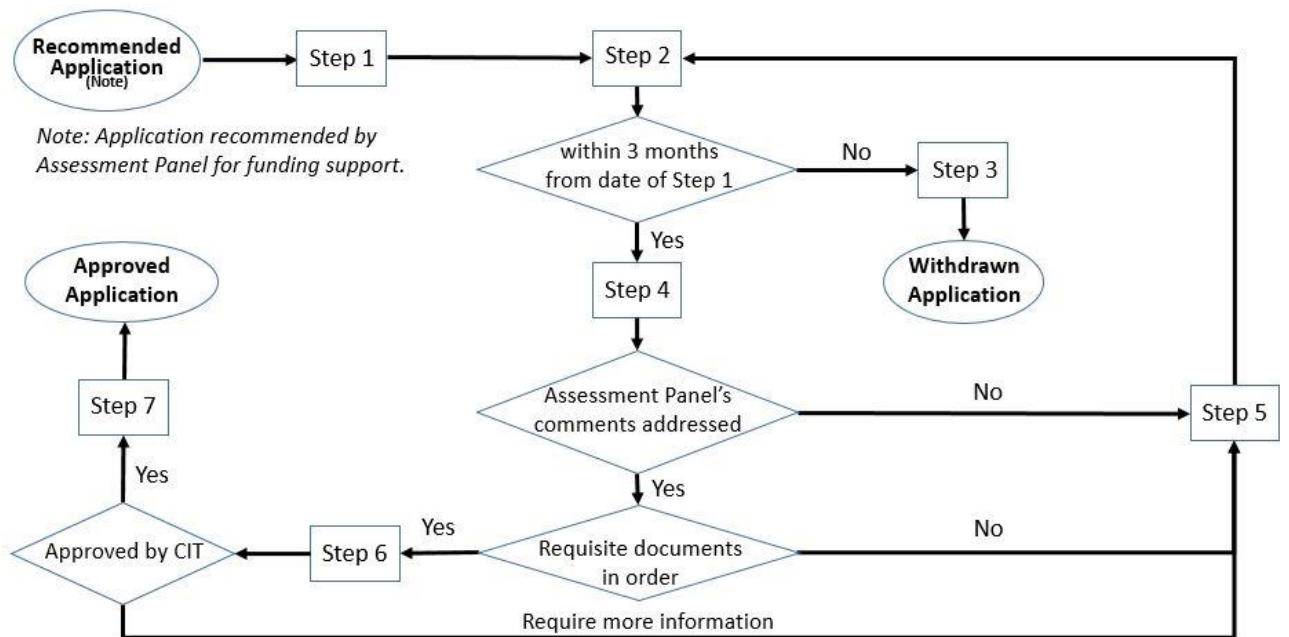 Recommended
Application
(Note)
Step 1
Step 2
Note: Application recommended by
Assessment Panel for funding support.
within 3 months
from date of Step 1
No
Step 3
Yes
Approved
Application
Step 4
Withdrawn
Application
Step 7
Assessment Panel's
comments addressed
No
Step 5
Yes
Yes
Approved by CIT
Step 6
Yes
Requisite documents
in order
No
Require more information